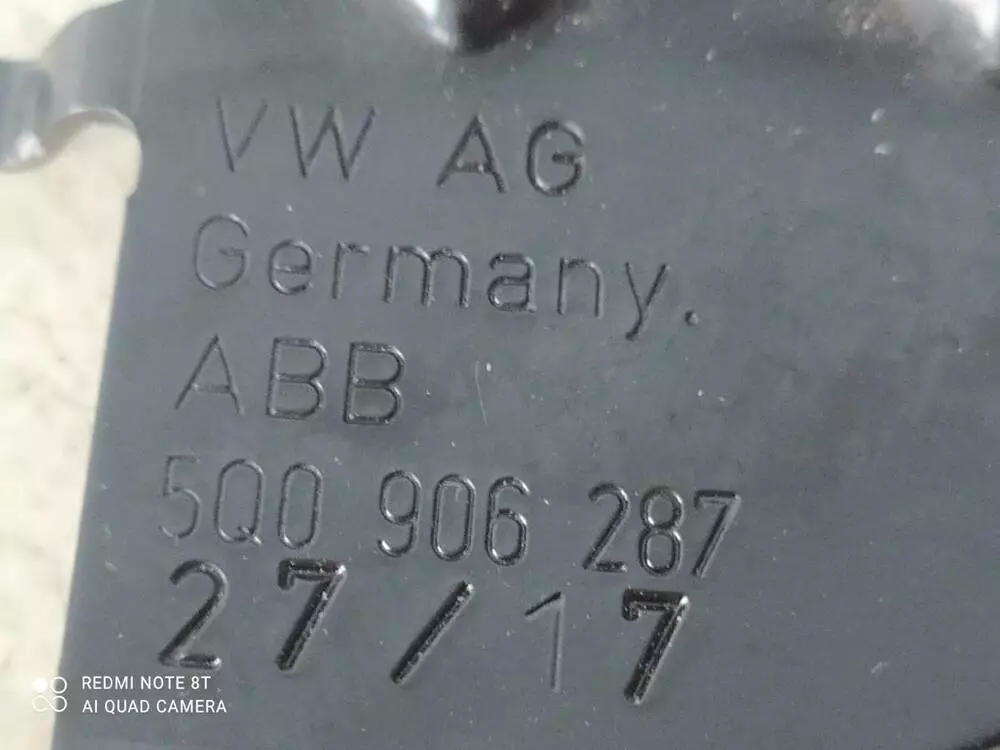 VW AG
Germany.
ABB
5Q0 906 287
27/17
REDMI NOTE 8T
AI QUAD CAMERA